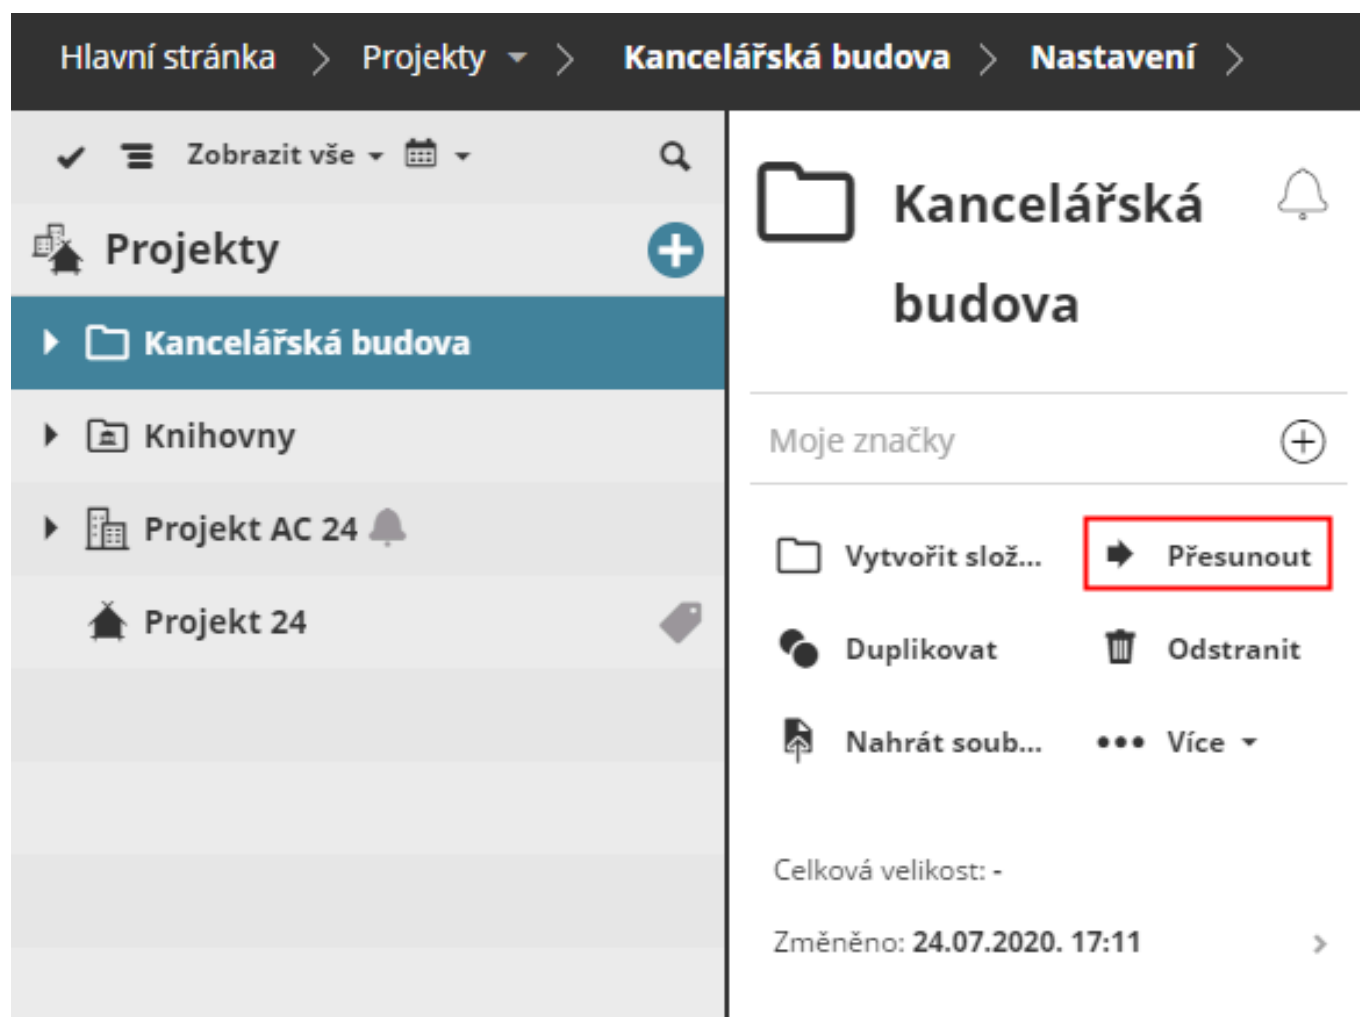 Hlavní stránka Projekty Kancelářská budova Nastavení
Zobrazit vše
Projekty
Kancelářská budova
Knihovny
Projekt AC 24
Projekt 24
Kancelářská
budova
Moje značky
Vytvořit slož... Přesunout
Duplikovat Odstranit
Nahrát soub... Více
Celková velikost: -
Změněno: 24.07.2020. 17:11